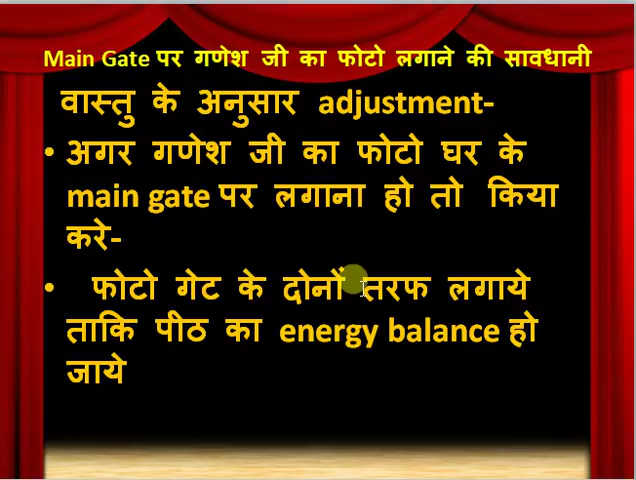 Main Gate पर गणेश जी का फोटो लगाने की सावधानी
वास्तु के अनुसार adjustment-
• अगर गणेश जी का फोटो घर के
main gate पर लगाना हो तो किया
करे-
• फोटो गेट के दोनों तरफ लगाये
ताकि पीठ का energy balance हो
जाये